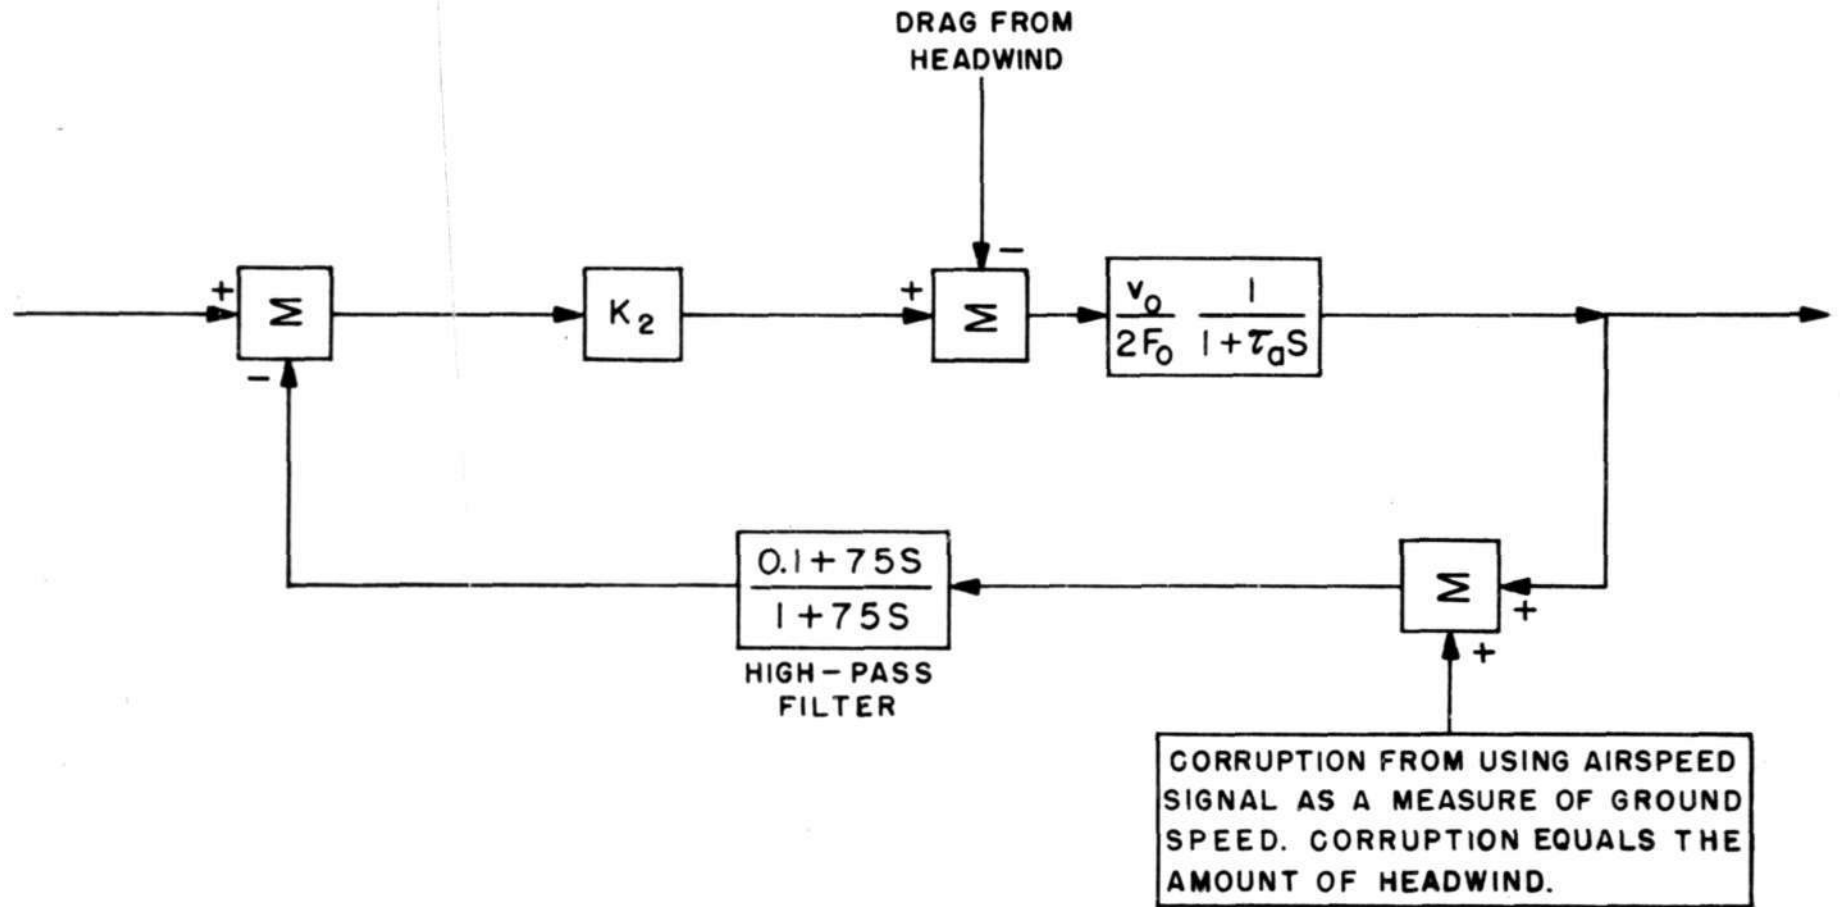 DRAG FROM
HEADWIND
−
+
Σ
−
K₂
+
Σ
v₀ 1
2F₀ 1+τₐS
0.1+75S
1+75S
HIGH-PASS
FILTER
Σ
+
+
CORRUPTION FROM USING AIRSPEED
SIGNAL AS A MEASURE OF GROUND
SPEED. CORRUPTION EQUALS THE
AMOUNT OF HEADWIND.